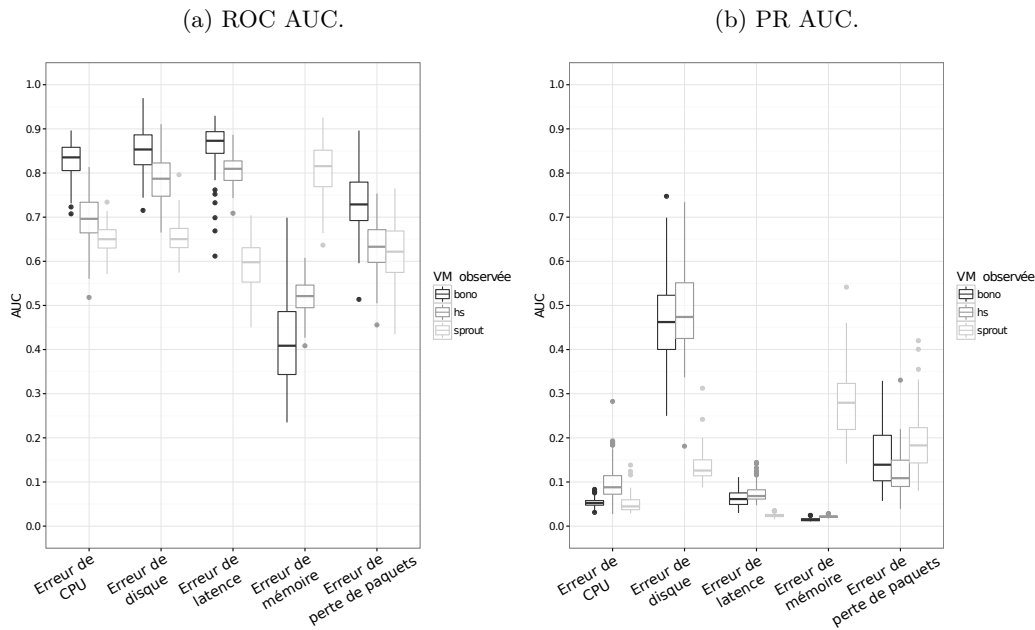 (a) ROC AUC.
1.0
0.9
0.8
0.7
0.6
0.5
0.4
0.3
0.2
0.1
0.0
AUC
Erreur de
CPU
Erreur de
disque
Erreur de
latence
Erreur de
mémoire
Erreur de
perte de paquets
VM observée
bono
hs
sprout
(b) PR AUC.
1.0
0.9
0.8
0.7
0.6
0.5
0.4
0.3
0.2
0.1
0.0
AUC
Erreur de
CPU
Erreur de
disque
Erreur de
latence
Erreur de
mémoire
Erreur de
perte de paquets
VM observée
bono
hs
sprout